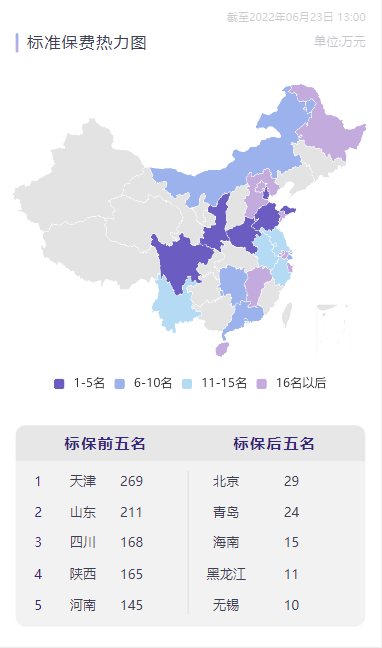 截至2022年06月23日 13:00
标准保费热力图
单位:万元
1-5名 6-10名 11-15名 16名以后
标保前五名 标保后五名
1 天津 269 北京 29
2 山东 211 青岛 24
3 四川 168 海南 15
4 陕西 165 黑龙江 11
5 河南 145 无锡 10